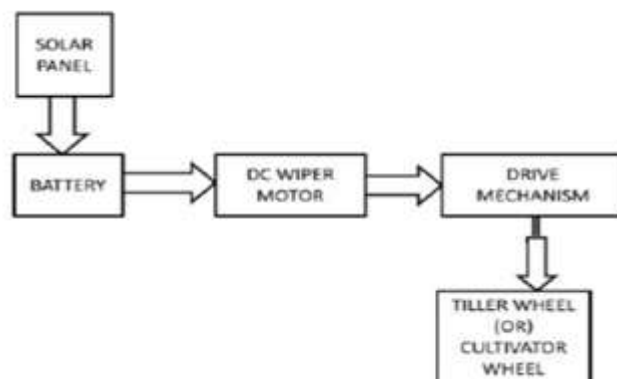 SOLAR
PANEL
BATTERY
DC WIPER
MOTOR
DRIVE
MECHANISM
TILLER WHEEL
(OR)
CULTIVATOR
WHEEL